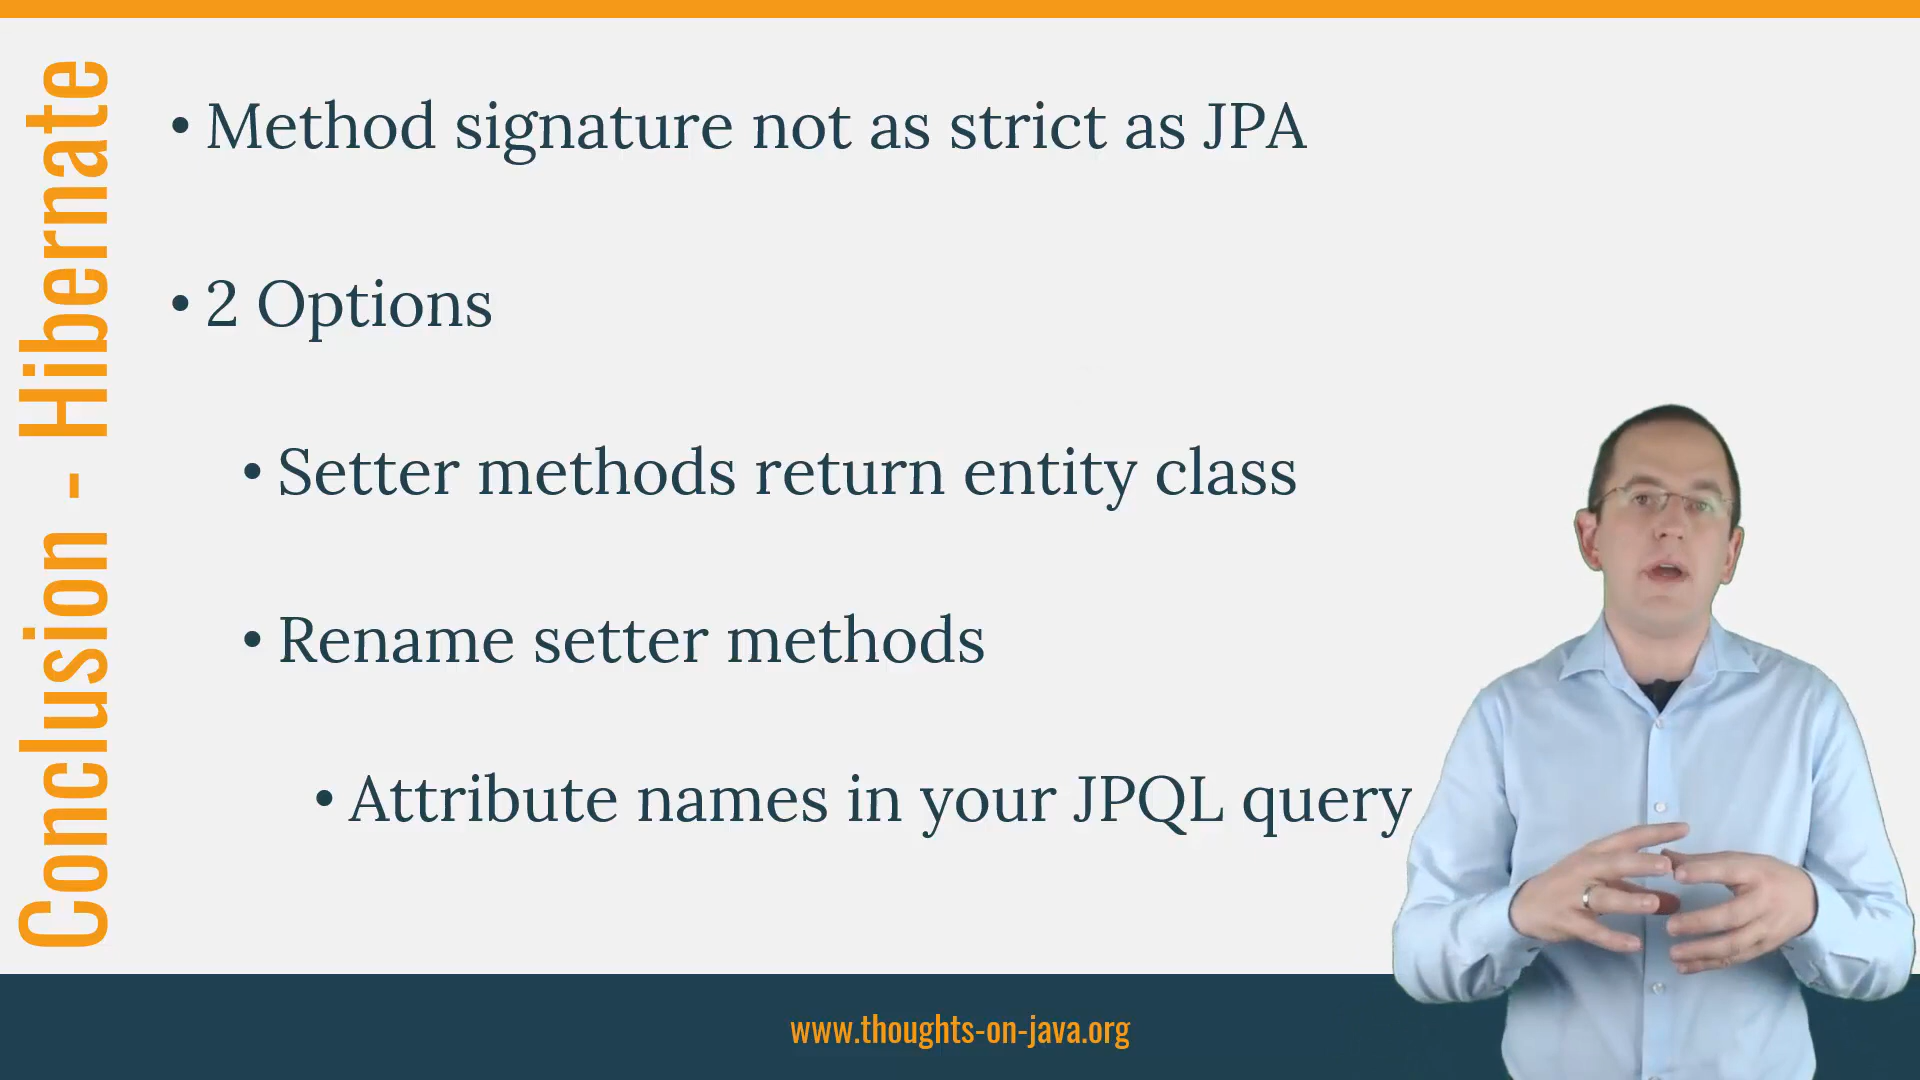 Conclusion - Hibernate
• Method signature not as strict as JPA
• 2 Options
• Setter methods return entity class
• Rename setter methods
• Attribute names in your JPQL query
www.thoughts-on-java.org